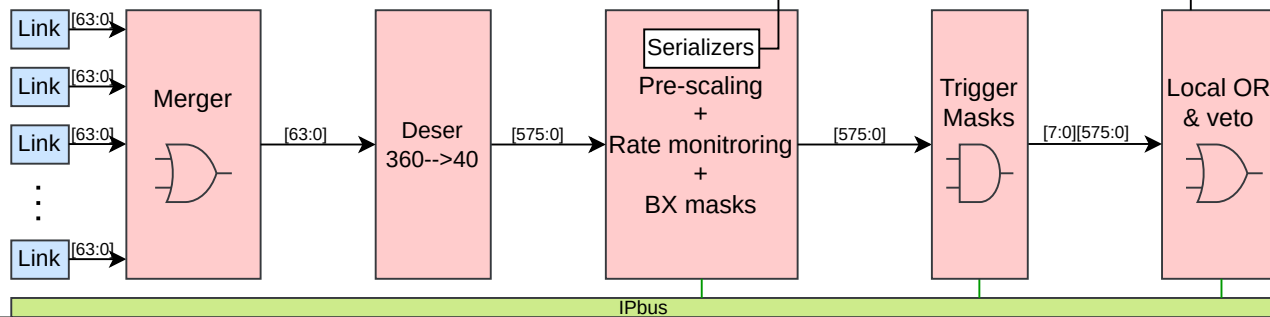 Link
[63:0]
Link
[63:0]
Link
[63:0]
Link
[63:0]
Merger
[63:0]
Deser
360-->40
[575:0]
Serializers
Pre-scaling
+
Rate monitroring
+
BX masks
[575:0]
Trigger
Masks
[7:0][575:0]
Local OR
& veto
IPbus